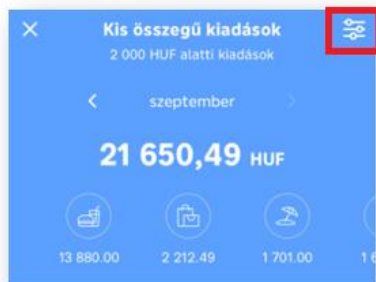 Kis összegű kiadások
2 000 HUF alatti kiadások
szeptember
21 650,49 HUF
13 880.00 2 212.49 1 701.00